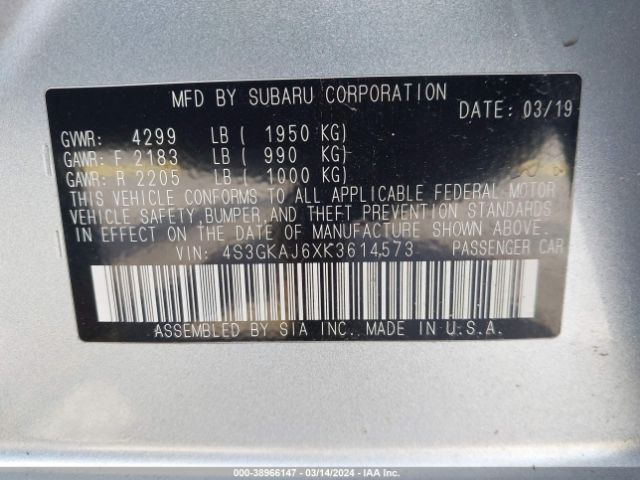 MFD BY SUBARU CORPORATION
DATE: 03/19
GVWR: 4299 LB ( 1950 KG)
GAWR: F 2183 LB ( 990 KG)
GAWR: R 2205 LB ( 1000 KG)
THIS VEHICLE CONFORMS TO ALL APPLICABLE FEDERAL MOTOR
VEHICLE SAFETY, BUMPER, AND THEFT PREVENTION STANDARDS
IN EFFECT ON THE DATE OF MANUFACTURE SHOWN ABOVE.
VIN: 4S3GKAJ6XK3614573 PASSENGER CAR
ASSEMBLED BY SIA INC. MADE IN U.S.A.
000-38966147 - 03/14/2024 - IAA Inc.